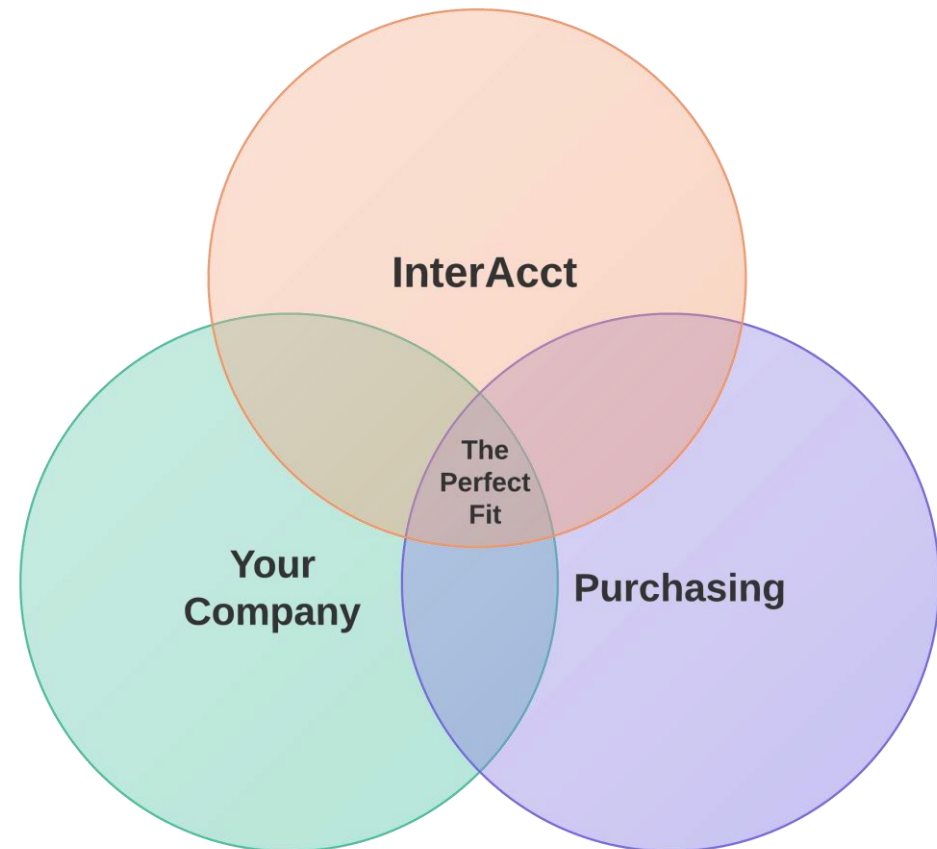 InterAcct
The
Perfect
Fit
Your
Company
Purchasing